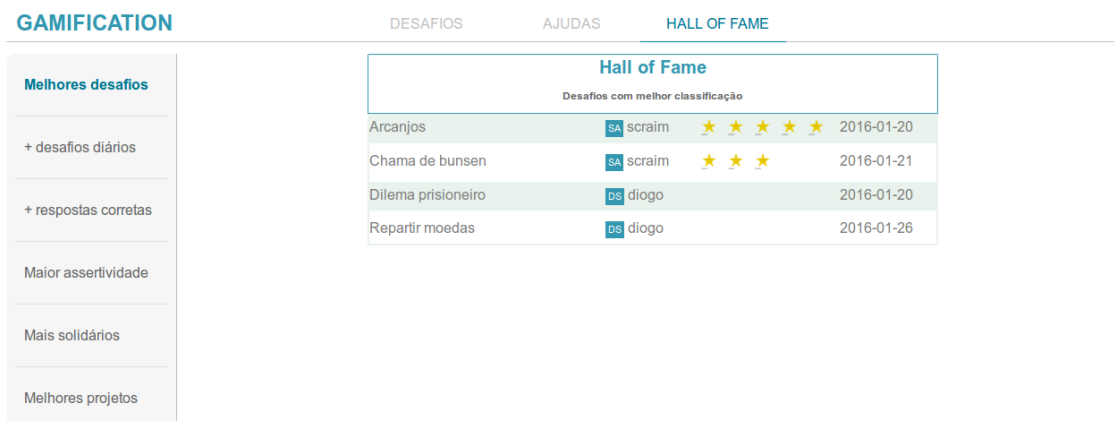 GAMIFICATION
DESAFIOS AJUDAS HALL OF FAME
Melhores desafios
+ desafios diários
+ respostas corretas
Maior assertividade
Mais solidários
Melhores projetos
Hall of Fame
Desafios com melhor classificação
Arcanjos SA scraim 2016-01-20
Chama de bunsen SA scraim 2016-01-21
Dilema prisioneiro DS diogo 2016-01-20
Repartir moedas DS diogo 2016-01-26